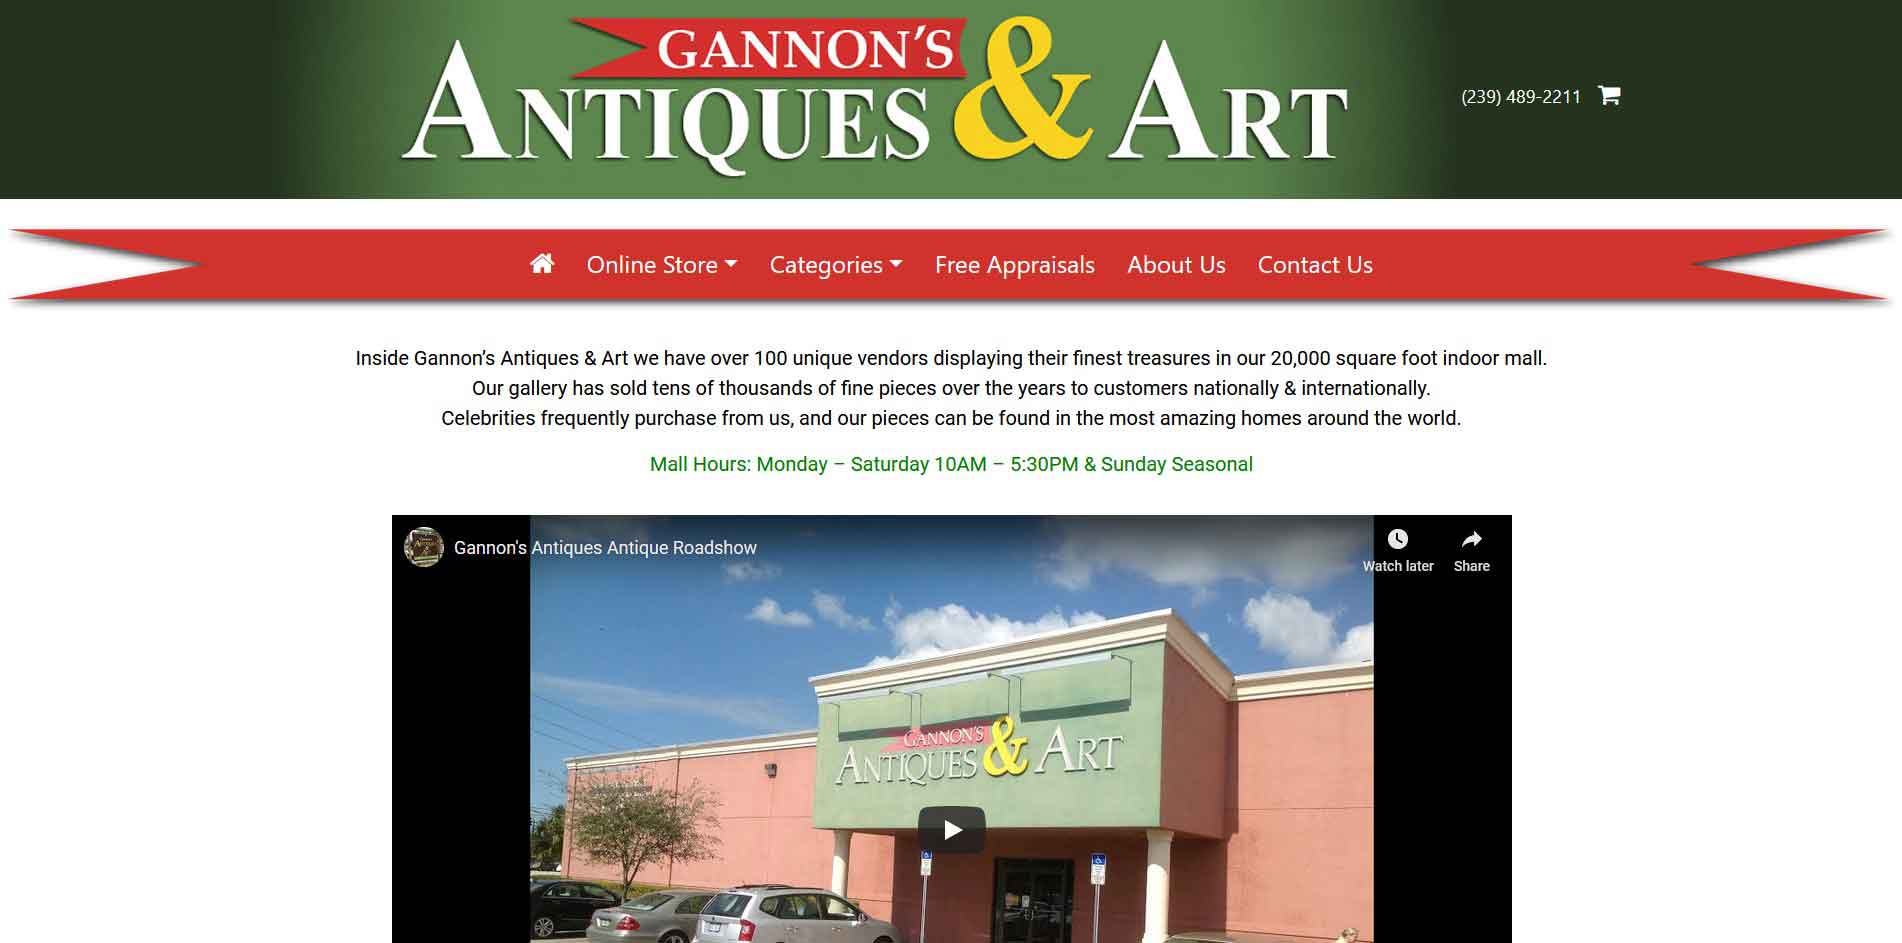 GANNON'S
ANTIQUES & ART
(239) 489-2211
Online Store
Categories
Free Appraisals
About Us
Contact Us
Inside Gannon's Antiques & Art we have over 100 unique vendors displaying their finest treasures in our 20,000 square foot indoor mall.
Our gallery has sold tens of thousands of fine pieces over the years to customers nationally & internationally.
Celebrities frequently purchase from us, and our pieces can be found in the most amazing homes around the world.
Mall Hours: Monday – Saturday 10AM – 5:30PM & Sunday Seasonal
Gannon's Antiques Antique Roadshow
Watch later
Share
GANNON'S
ANTIQUES & ART